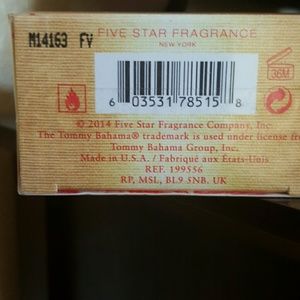 M14163 FV
FIVE STAR FRAGRANCE
NEW YORK
36M
6 03531 78515 8
© 2014 Five Star Fragrance Company, Inc.
The Tommy Bahama® trademark is used under license from
Tommy Bahama Group, Inc.
Made in U.S.A. / Fabriqué aux États-Unis
REF. 199556
RP, MSL, BL9 5NB. UK